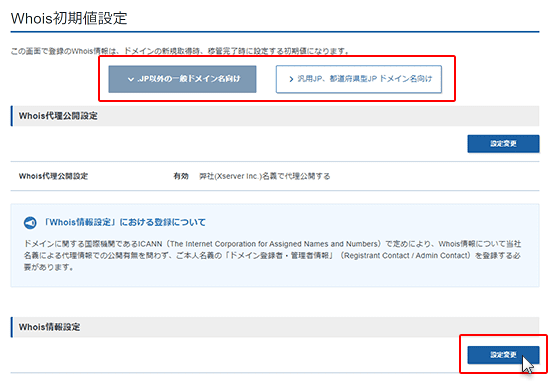 Whois初期値設定
この画面で登録のWhois情報は、ドメインの新規取得時、移管完了時に設定する初期値になります。
.JP以外の一般ドメイン名向け
汎用JP、都道府県型JP ドメイン名向け
Whois代理公開設定
設定変更
Whois代理公開設定 有効 弊社(Xserver Inc.)名義で代理公開する
「Whois情報設定」における登録について
ドメインに関する国際機関であるICANN（The Internet Corporation for Assigned Names and Numbers）で定めにより、Whois情報について当社
名義による代理情報での公開有無を問わず、ご本人名義の「ドメイン登録者・管理者情報」（Registrant Contact / Admin Contact）を登録する必
要があります。
Whois情報設定
設定変更